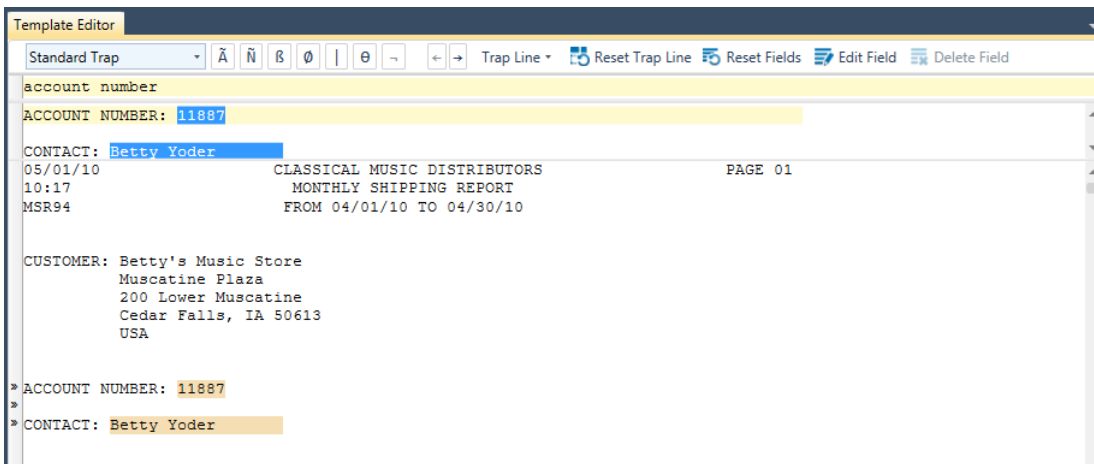 Template Editor
Standard Trap Ã Ñ ß Ø | θ ¬ ← → Trap Line Reset Trap Line Reset Fields Edit Field Delete Field
account number
ACCOUNT NUMBER: 11887
CONTACT: Betty Yoder
05/01/10 CLASSICAL MUSIC DISTRIBUTORS PAGE 01
10:17 MONTHLY SHIPPING REPORT
MSR94 FROM 04/01/10 TO 04/30/10
CUSTOMER: Betty's Music Store
Muscatine Plaza
200 Lower Muscatine
Cedar Falls, IA 50613
USA
» ACCOUNT NUMBER: 11887
»
» CONTACT: Betty Yoder